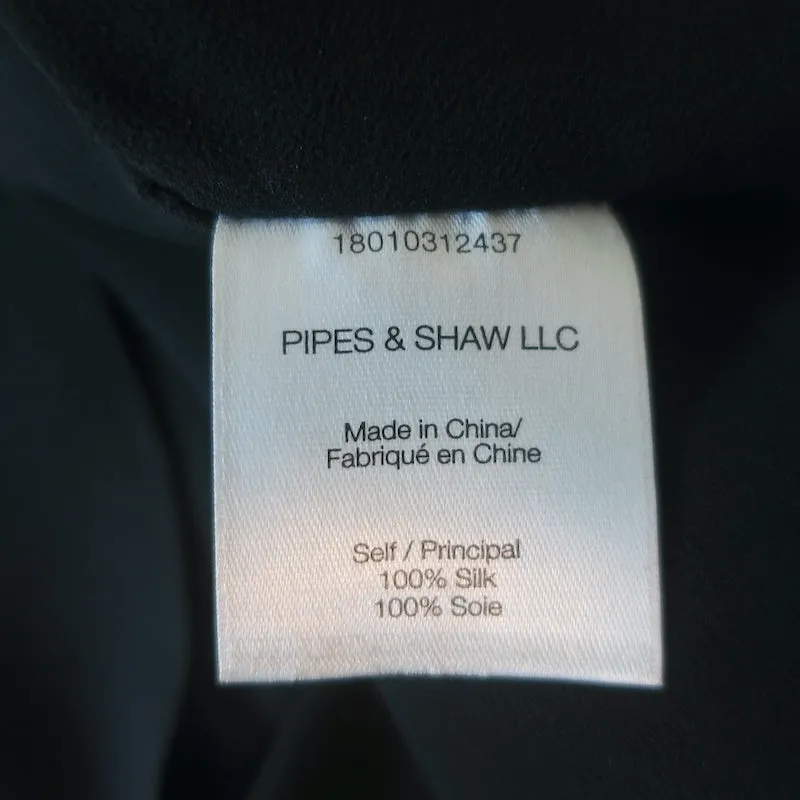 18010312437
PIPES & SHAW LLC
Made in China/
Fabriqué en Chine
Self / Principal
100% Silk
100% Soie